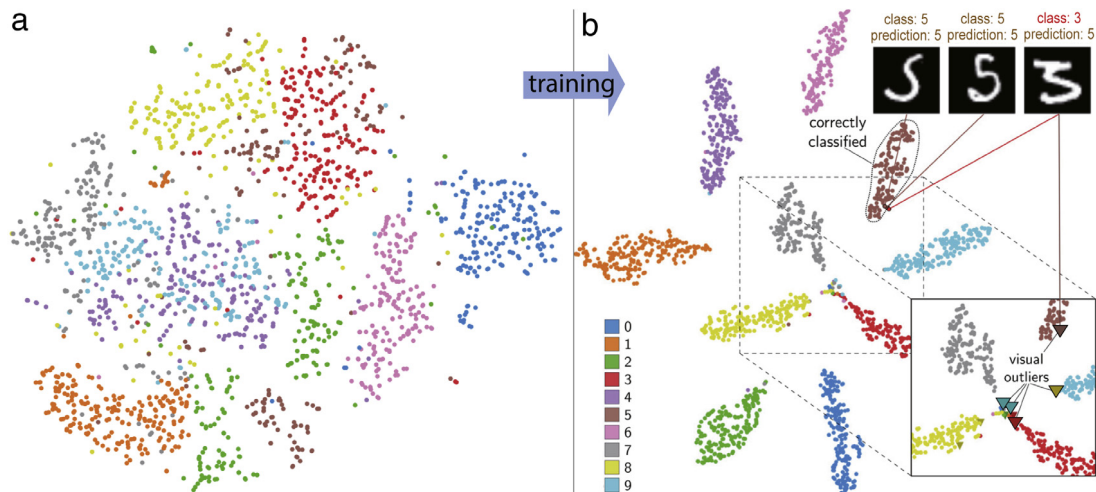 a
training
b
class: 5
prediction: 5
class: 5
prediction: 5
class: 3
prediction: 5
correctly
classified
0
1
2
3
4
5
6
7
8
9
visual
outliers